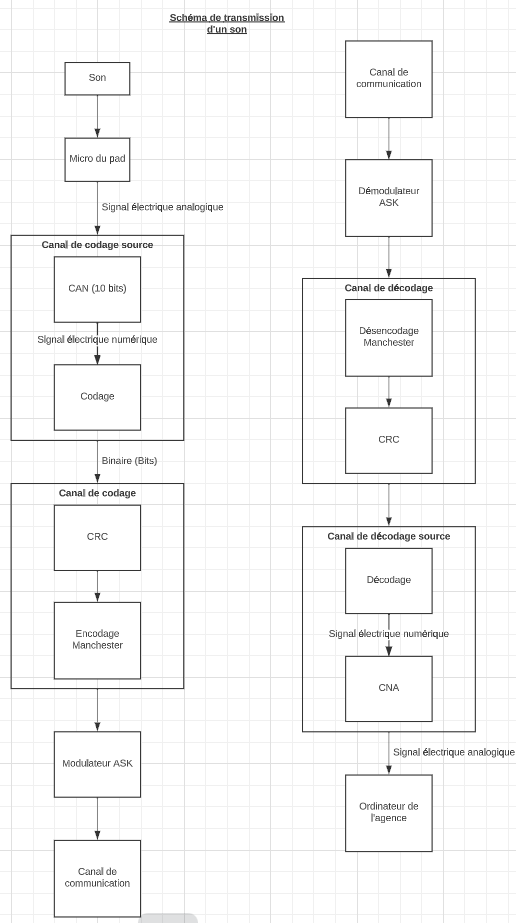 Schéma de transmission
d'un son
Son
Micro du pad
Signal électrique analogique
Canal de codage source
CAN (10 bits)
SIgnal électrique numérique
Codage
Binaire (Bits)
Canal de codage
CRC
Encodage
Manchester
Modulateur ASK
Canal de
communication
Canal de
communication
Démodulateur
ASK
Canal de décodage
Désencodage
Manchester
CRC
Canal de décodage source
Décodage
Signal électrique numérique
CNA
Signal électrique analogique
Ordinateur de
l'agence